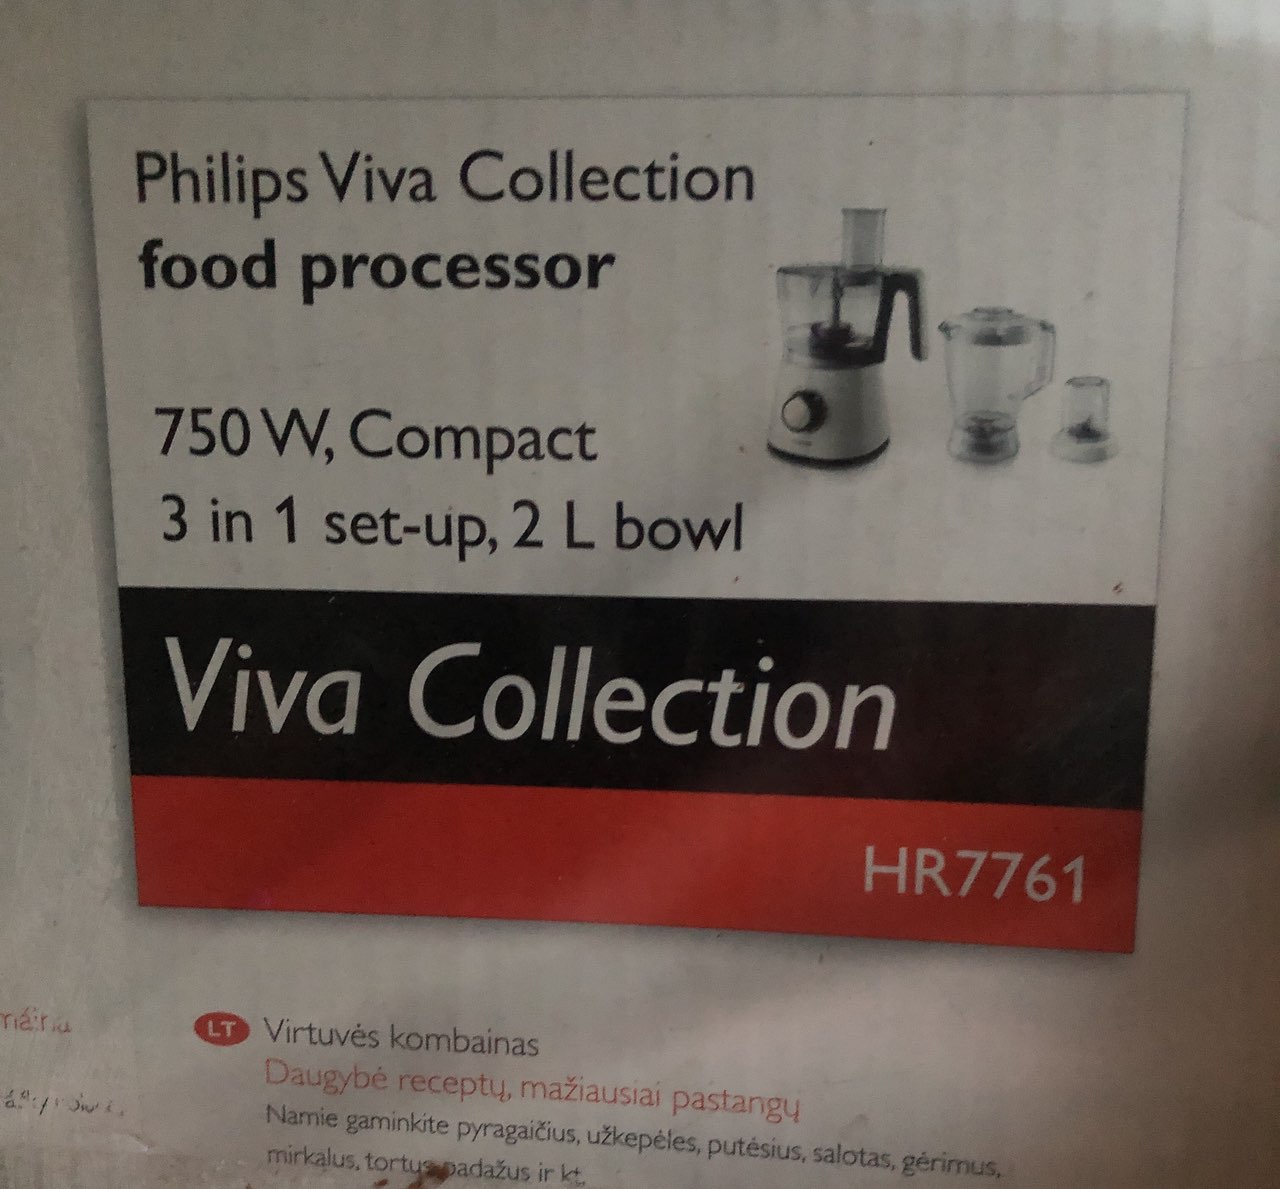 Philips Viva Collection
food processor
750 W, Compact
3 in 1 set-up, 2 L bowl
Viva Collection
HR7761
LT Virtuvės kombainas
Daugybė receptų, mažiausiai pastangų
Namie gaminkite pyragaičius, užkepėles, putėsius, salotas, gėrimus,
mirkalus, tortus padažus ir kt.